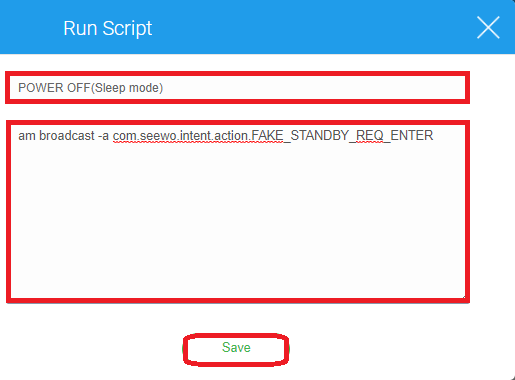 Run Script
POWER OFF(Sleep mode)
am broadcast -a com.seewo.intent.action.FAKE_STANDBY_REQ_ENTER
Save